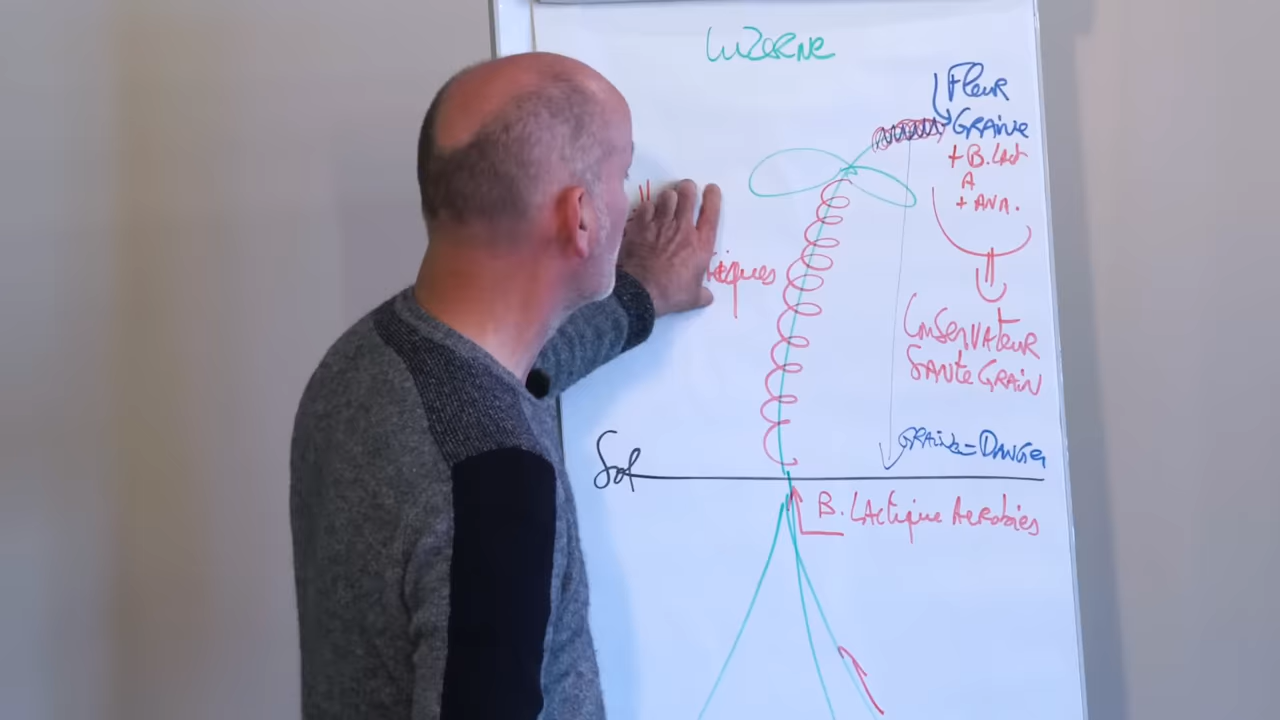 Luzerne
Fleur
Graine
+ B. Lact
A
+ ANA.
Conservateur
Santé Grain
Graine = Danger
Sol
B. Lactique Aerobies